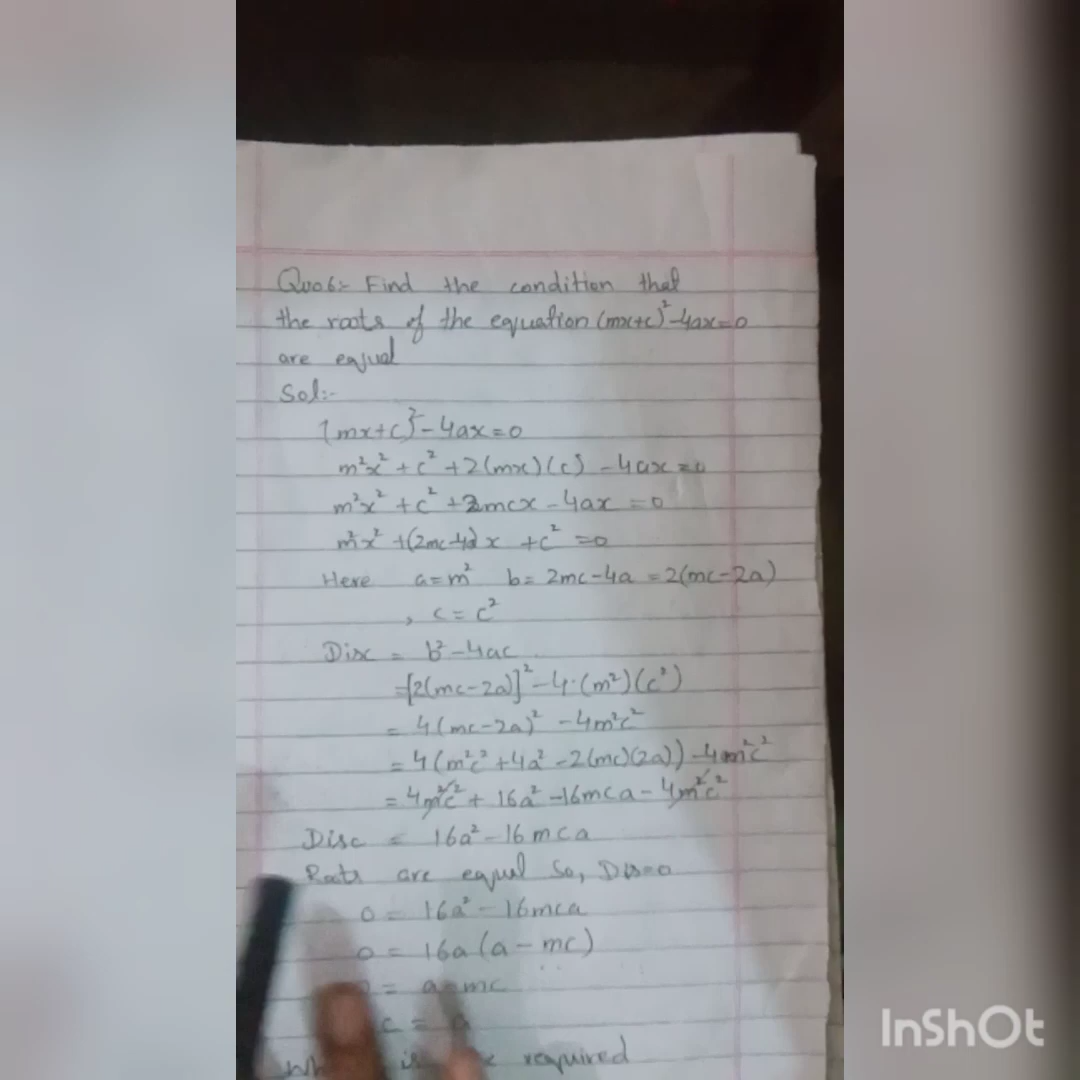 Quo6:- Find the condition that
the roots of the equation (mx+c)²-4ax=0
are equal
Sol:-
(mx+c)²-4ax=0
m²x²+c²+2(mx)(c)-4ax=0
m²x²+c²+2mcx-4ax=0
m²x²+(2mc-4a)x+c²=0
Here a=m² b=2mc-4a=2(mc-2a)
, c=c²
Disc = b²-4ac
=[2(mc-2a)]²-4·(m²)(c²)
=4(mc-2a)²-4m²c²
=4(m²c²+4a²-2(mc)(2a))-4m²c²
=4m²c²+16a²-16mca-4m²c²
Disc = 16a²-16mca
Roots are equal So, Dis=0
0=16a²-16mca
0=16a(a-mc)
= a-mc
c =
is required
InShOt